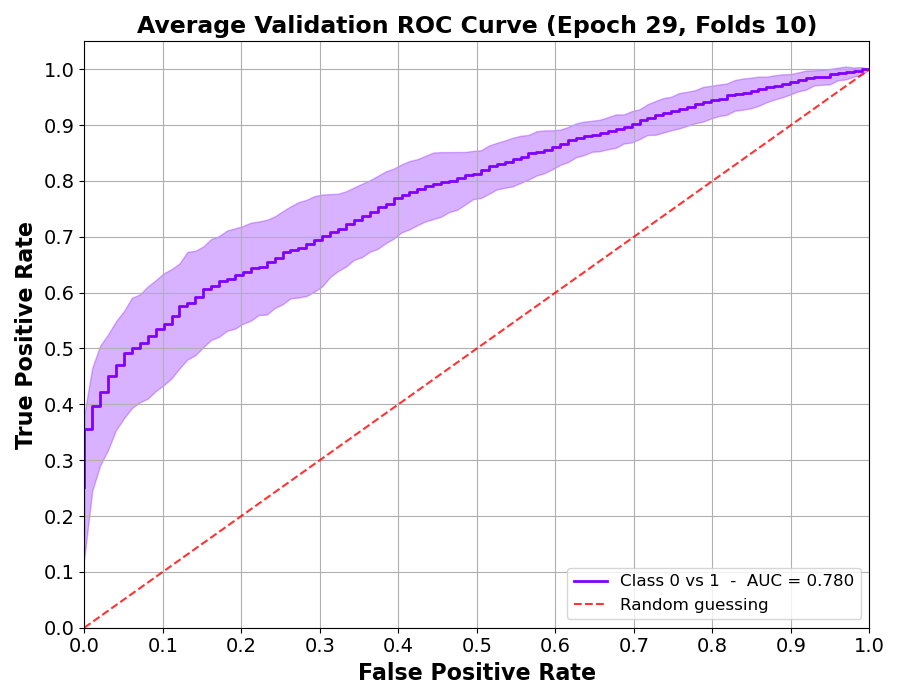 Average Validation ROC Curve (Epoch 29, Folds 10)
True Positive Rate
1.0
0.9
0.8
0.7
0.6
0.5
0.4
0.3
0.2
0.1
0.0
Class 0 vs 1 - AUC = 0.780
Random guessing
0.0 0.1 0.2 0.3 0.4 0.5 0.6 0.7 0.8 0.9 1.0
False Positive Rate